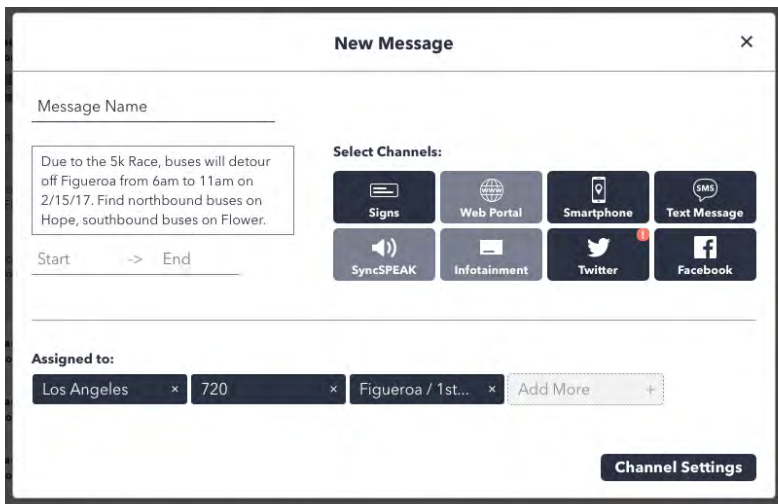 New Message
×
Message Name
Due to the 5k Race, buses will detour
off Figueroa from 6am to 11am on
2/15/17. Find northbound buses on
Hope, southbound buses on Flower.
Start -> End
Select Channels:
Signs
www
Web Portal
Smartphone
SMS
Text Message
SyncSPEAK
Infotainment
!
Twitter
f
Facebook
Assigned to:
Los Angeles × 720 × Figueroa / 1st... × Add More +
Channel Settings